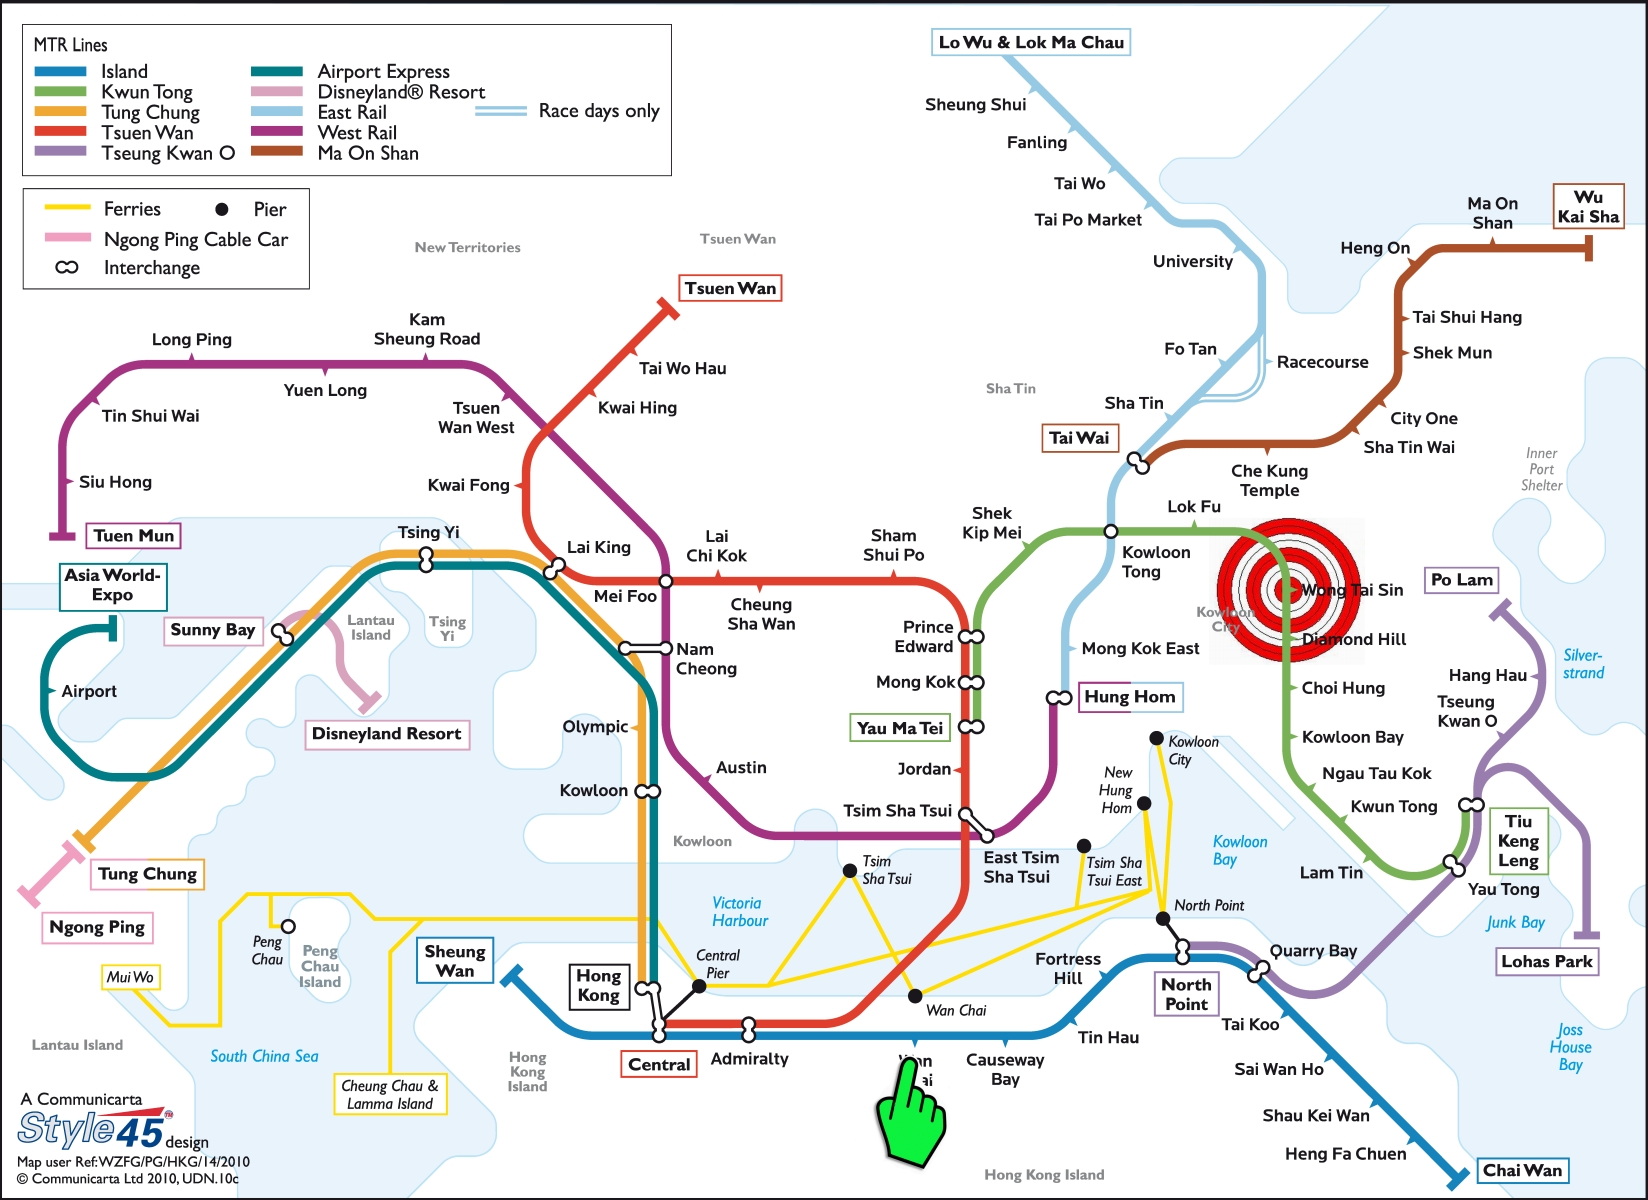 MTR Lines
Island
Kwun Tong
Tung Chung
Tsuen Wan
Tseung Kwan O
Airport Express
Disneyland® Resort
East Rail
West Rail
Ma On Shan
Race days only
Ferries
Pier
Ngong Ping Cable Car
Interchange
New Territories
Tsuen Wan
Lo Wu & Lok Ma Chau
Sheung Shui
Fanling
Tai Wo
Tai Po Market
University
Fo Tan
Racecourse
Sha Tin
Sha Tin
Tai Wai
Wu
Kai Sha
Ma On
Shan
Heng On
Tai Shui Hang
Shek Mun
City One
Sha Tin Wai
Che Kung
Temple
Inner
Port
Shelter
Tsuen Wan
Tai Wo Hau
Kwai Hing
Kwai Fong
Lai King
Long Ping
Kam
Sheung Road
Yuen Long
Tsuen
Wan West
Tin Shui Wai
Siu Hong
Tuen Mun
Asia World-
Expo
Airport
Tsing Yi
Sunny Bay
Lantau
Island
Tsing
Yi
Disneyland Resort
Tung Chung
Ngong Ping
Mei Foo
Lai
Chi Kok
Cheung
Sha Wan
Sham
Shui Po
Nam
Cheong
Olympic
Kowloon
Austin
Kowloon
Prince
Edward
Mong Kok
Yau Ma Tei
Jordan
Tsim Sha Tsui
East Tsim
Sha Tsui
Shek
Kip Mei
Kowloon
Tong
Lok Fu
Wong Tai Sin
Kowloon
City
Diamond Hill
Choi Hung
Kowloon Bay
Ngau Tau Kok
Kwun Tong
Lam Tin
Mong Kok East
Hung Hom
Po Lam
Hang Hau
Tseung
Kwan O
Silver-
strand
Tiu
Keng
Leng
Yau Tong
Junk Bay
Lohas Park
Joss
House
Bay
Kowloon
City
New
Hung
Hom
Kowloon
Bay
Tsim Sha
Tsui East
Tsim
Sha Tsui
Victoria
Harbour
North Point
Central
Pier
Wan Chai
Peng
Chau
Peng
Chau
Island
Mui Wo
Lantau Island
South China Sea
Cheung Chau &
Lamma Island
Sheung
Wan
Hong
Kong
Hong
Kong
Island
Central
Admiralty
Causeway
Bay
Tin Hau
Fortress
Hill
North
Point
Quarry Bay
Tai Koo
Sai Wan Ho
Shau Kei Wan
Heng Fa Chuen
Chai Wan
Hong Kong Island
A Communicarta
Style45™
design
Map user Ref:WZFG/PG/HKG/14/2010
© Communicarta Ltd 2010, UDN.10c